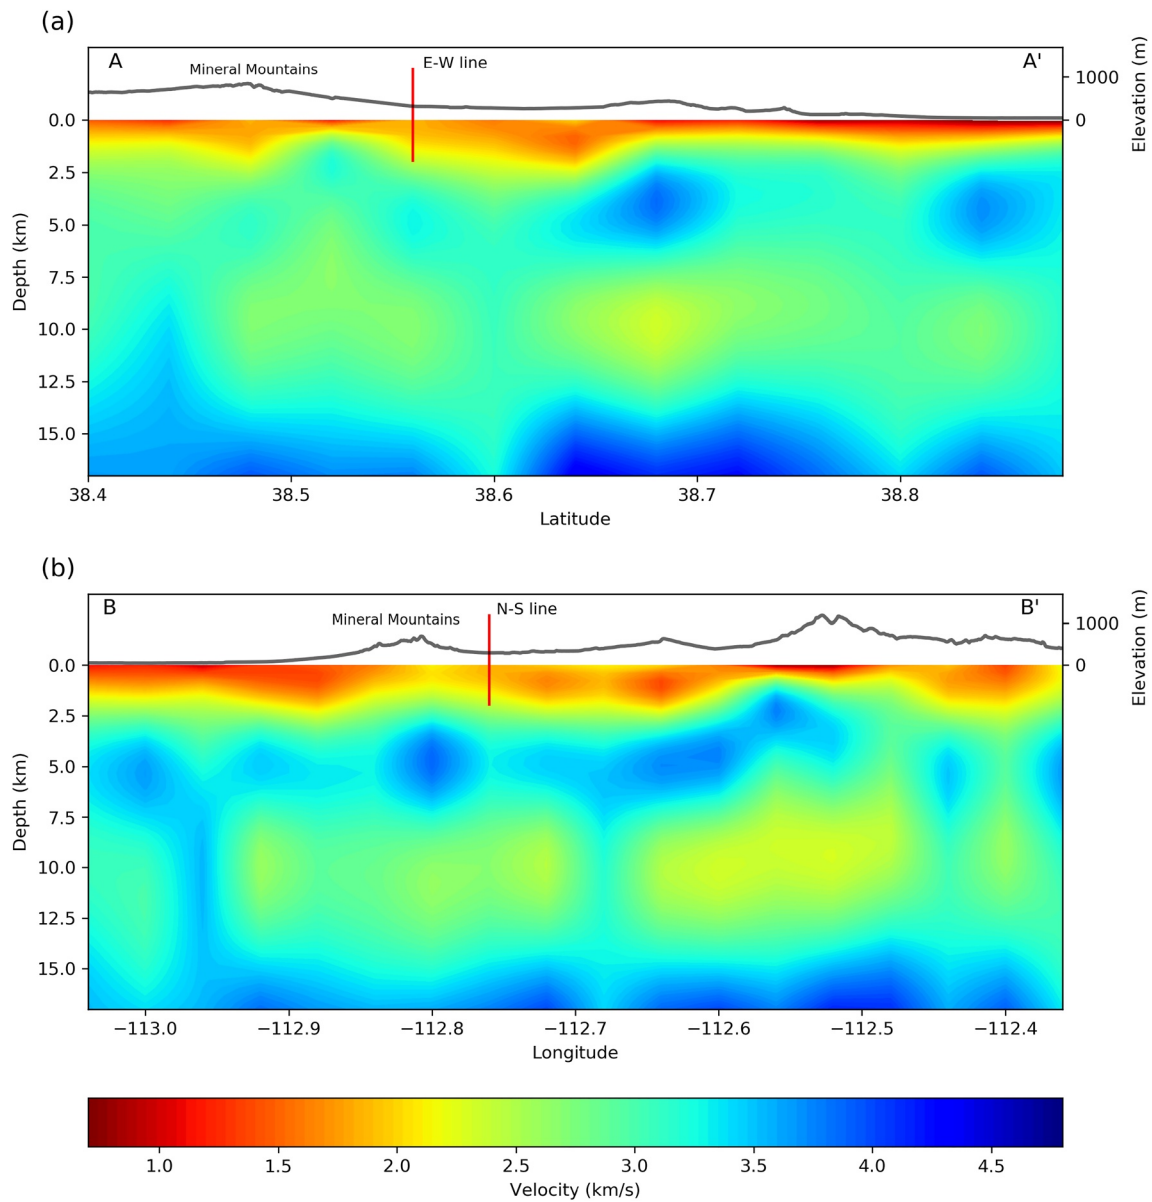 (a)
A
Mineral Mountains
E-W line
A'
1000
0
Elevation (m)
0.0
2.5
5.0
7.5
10.0
12.5
15.0
Depth (km)
38.4 38.5 38.6 38.7 38.8
Latitude
(b)
B
Mineral Mountains
N-S line
B'
1000
0
Elevation (m)
0.0
2.5
5.0
7.5
10.0
12.5
15.0
Depth (km)
−113.0 −112.9 −112.8 −112.7 −112.6 −112.5 −112.4
Longitude
1.0 1.5 2.0 2.5 3.0 3.5 4.0 4.5
Velocity (km/s)